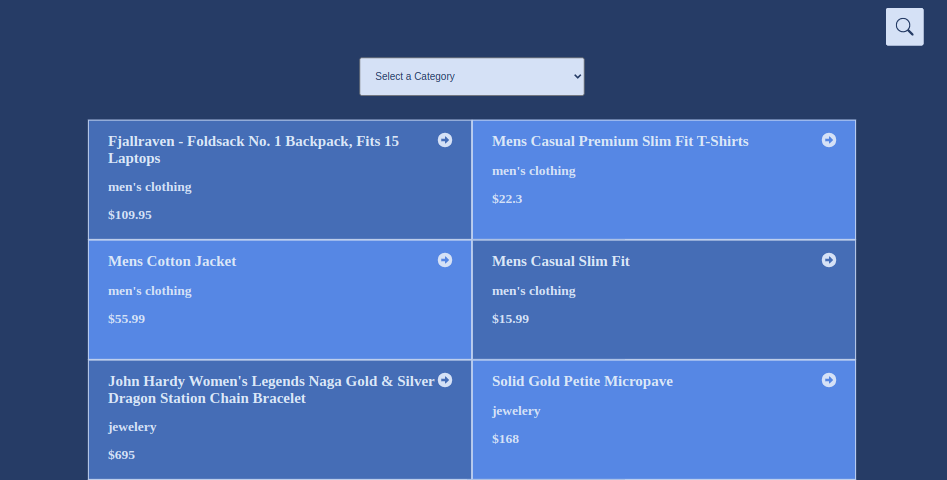 Select a Category
Fjallraven - Foldsack No. 1 Backpack, Fits 15
Laptops
men's clothing
$109.95
Mens Casual Premium Slim Fit T-Shirts
men's clothing
$22.3
Mens Cotton Jacket
men's clothing
$55.99
Mens Casual Slim Fit
men's clothing
$15.99
John Hardy Women's Legends Naga Gold & Silver
Dragon Station Chain Bracelet
jewelery
$695
Solid Gold Petite Micropave
jewelery
$168